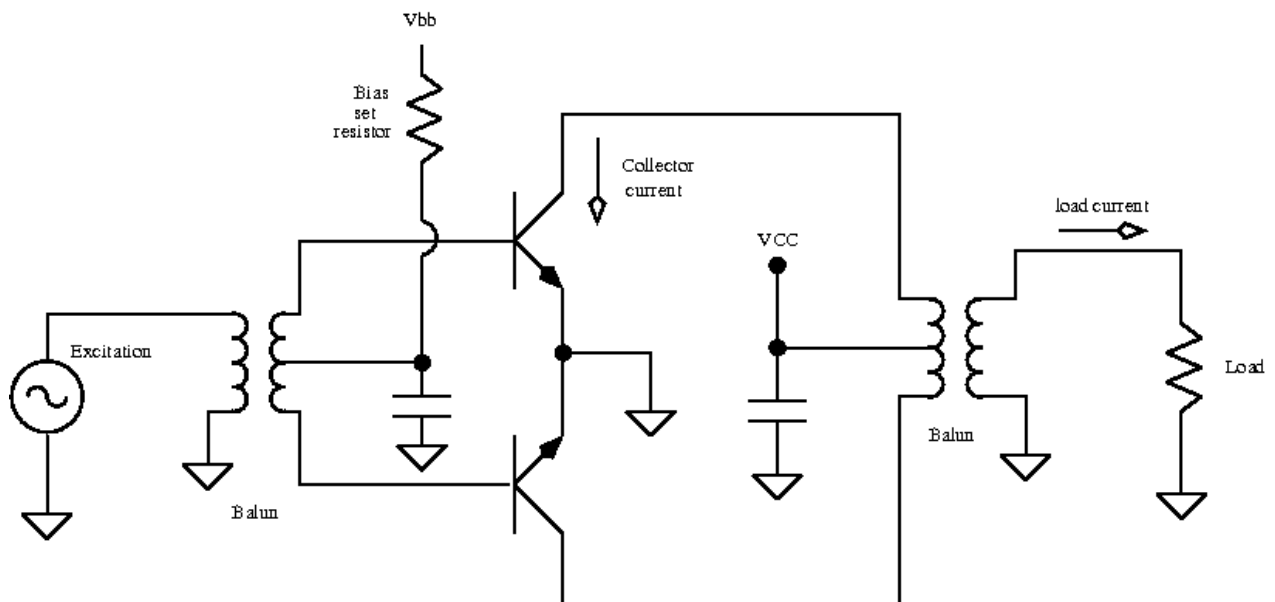 Vbb
Bias
set
resistor
Collector
current
load current
VCC
Excitation
Load
Balun
Balun